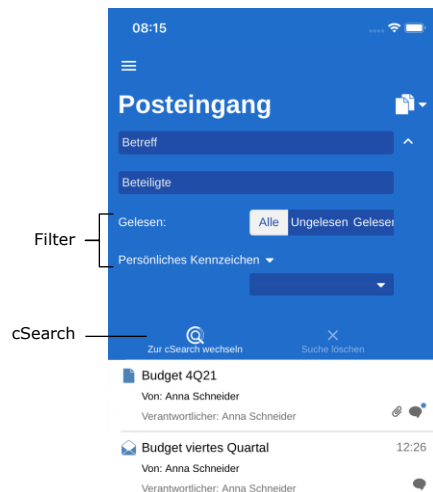 08:15
Posteingang
Betreff
Beteiligte
Filter
Gelesen: Alle Ungelesen Gelesen
Persönliches Kennzeichen
cSearch
Zur cSearch wechseln Suche löschen
Budget 4Q21
Von: Anna Schneider
Verantwortlicher: Anna Schneider
Budget viertes Quartal 12:26
Von: Anna Schneider
Verantwortlicher: Anna Schneider